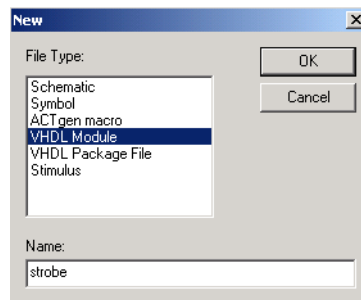 New
File Type:
OK
Schematic
Symbol
Cancel
ACTgen macro
VHDL Module
VHDL Package File
Stimulus
Name:
strobe